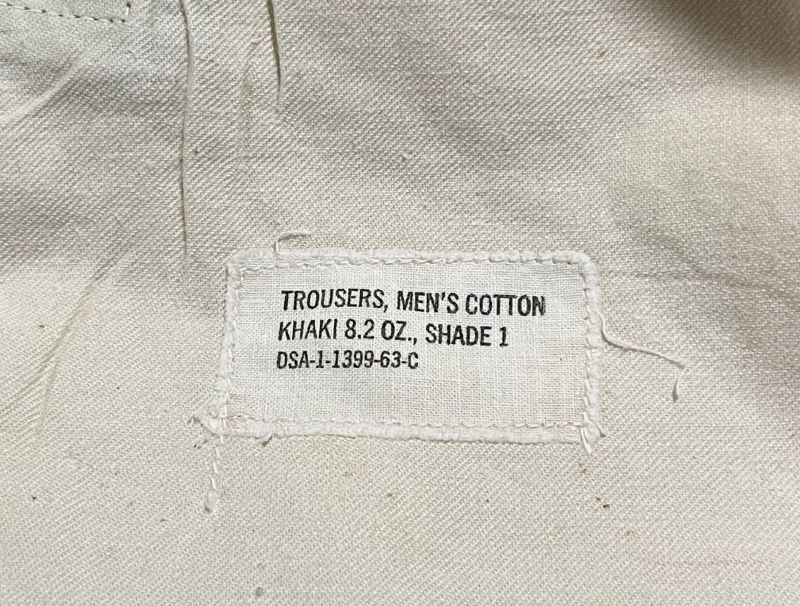 TROUSERS, MEN'S COTTON
KHAKI 8.2 OZ., SHADE 1
DSA-1-1399-63-C